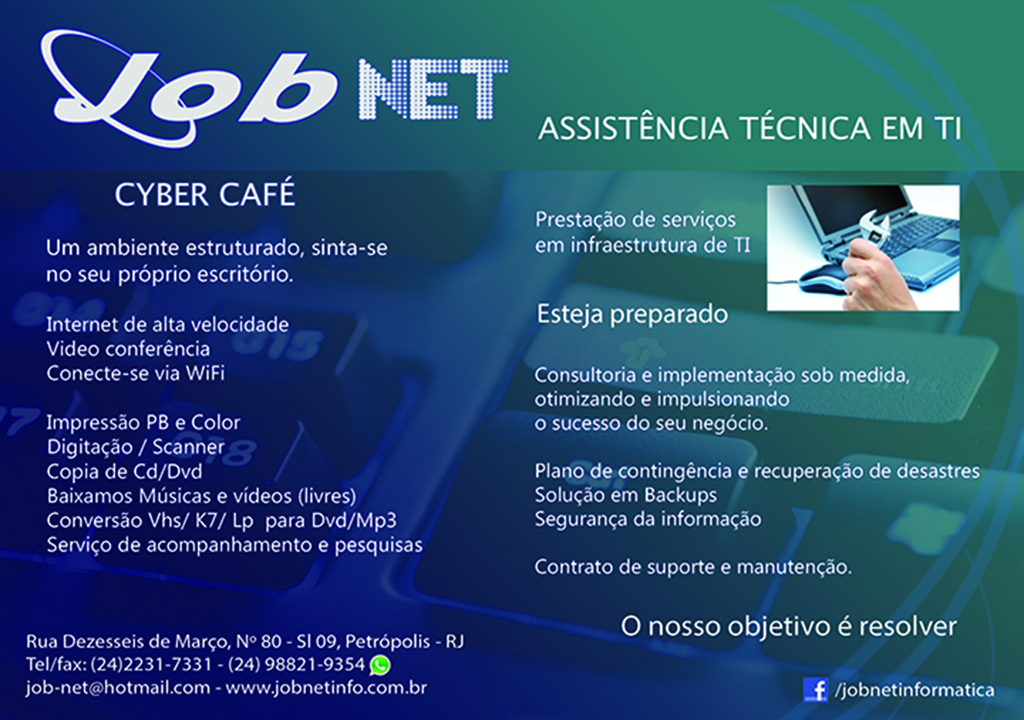 Job NET
ASSISTÊNCIA TÉCNICA EM TI
CYBER CAFÉ
Um ambiente estruturado, sinta-se
no seu próprio escritório.
Internet de alta velocidade
Video conferência
Conecte-se via WiFi
Impressão PB e Color
Digitação / Scanner
Copia de Cd/Dvd
Baixamos Músicas e vídeos (livres)
Conversão Vhs/ K7/ Lp para Dvd/Mp3
Serviço de acompanhamento e pesquisas
Rua Dezesseis de Março, Nº 80 - Sl 09, Petrópolis - RJ
Tel/fax: (24)2231-7331 - (24) 98821-9354
job-net@hotmail.com - www.jobnetinfo.com.br
Prestação de serviços
em infraestrutura de TI
Esteja preparado
Consultoria e implementação sob medida,
otimizando e impulsionando
o sucesso do seu negócio.
Plano de contingência e recuperação de desastres
Solução em Backups
Segurança da informação
Contrato de suporte e manutenção.
O nosso objetivo é resolver
f /jobnetinformatica